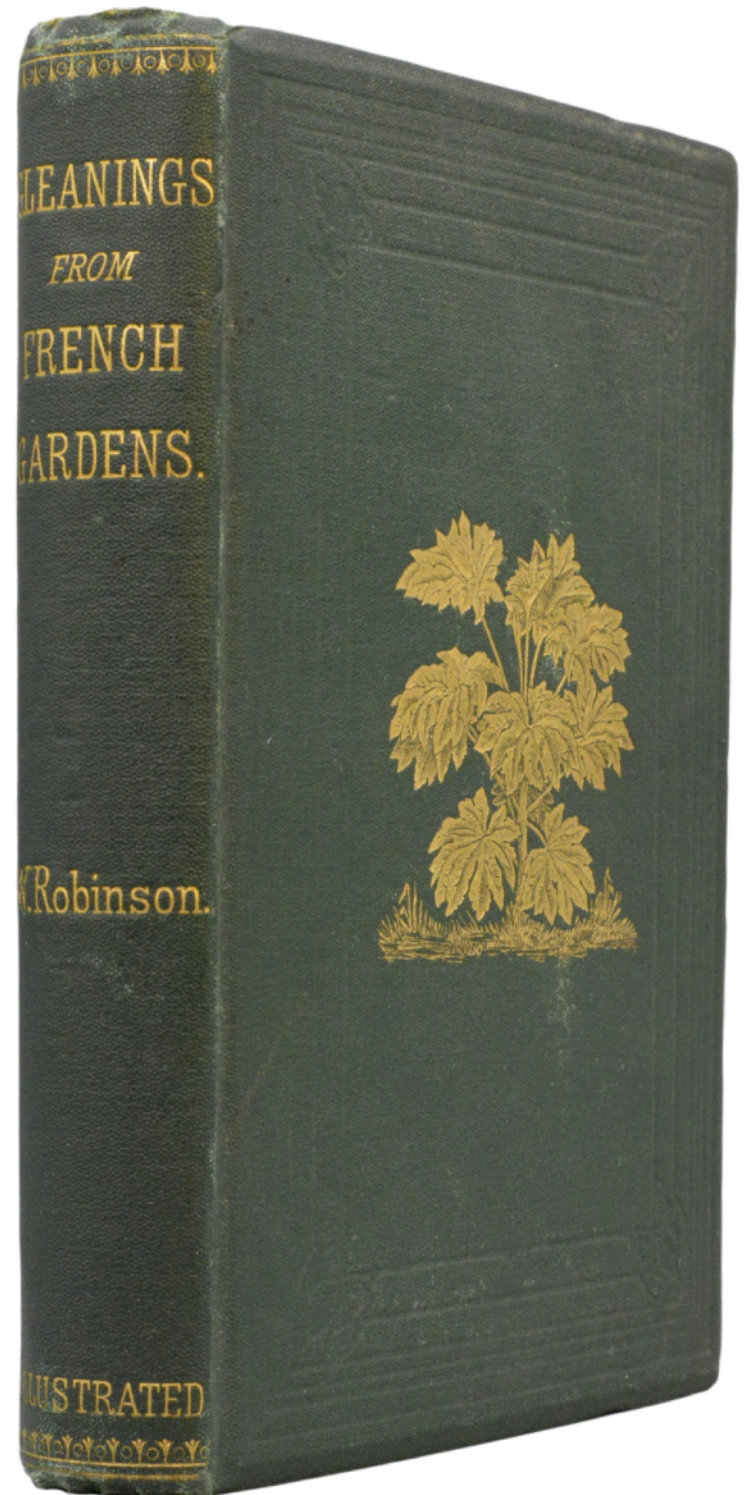 GLEANINGS
FROM
FRENCH
GARDENS.
W. Robinson.
ILLUSTRATED